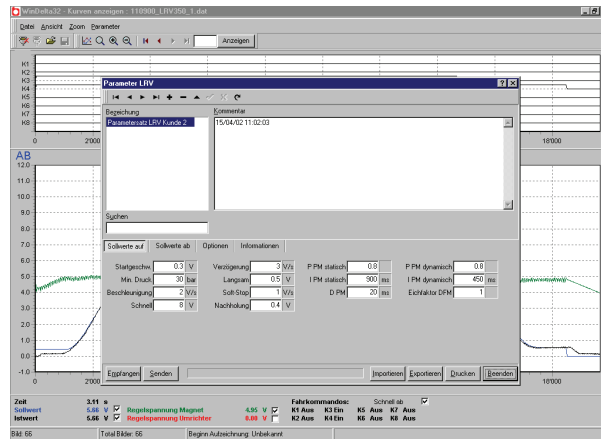 WinDelta32 - Kurven anzeigen : 110900_LRV350_1.dat
Datei Ansicht Zoom Parameter
Anzeigen
K1
K2
K3
K4
K5
K6
K7
K8
0 2'000 18'000
AB
12.0
11.0
10.0
9.0
8.0
7.0
6.0
5.0
4.0
3.0
2.0
1.0
0.0
-1.0
0 2'000 18'000
Parameter LRV
Bezeichung Kommentar
Parametersatz LRV Kunde 2 15/04/02 11:02:03
Suchen
Sollwerte auf Sollwerte ab Optionen Informationen
Startgeschw. 0.3 V Verzögerung 3 V/s P PM statisch 0.8 P PM dynamisch 0.8
Min. Druck 30 bar Langsam 0.5 V I PM statisch 900 ms I PM dynamisch 450 ms
Beschleunigung 2 V/s Soft-Stop 1 V/s D PM 20 ms Eichfaktor DFM 1
Schnell 8 V Nachholung 0.4 V
Empfangen Senden Importieren Exportieren Drucken Beenden
Zeit 3.11 s Fahrkommandos: Schnell ab
Sollwert 5.66 V Regelspannung Magnet 4.95 V K1 Aus K3 Ein K5 Aus K7 Aus
Istwert 5.66 V Regelspannung Umrichter 0.00 V K2 Aus K4 Ein K6 Aus K8 Aus
Bild: 66 Total Bilder: 66 Beginn Aufzeichnung: Unbekannt